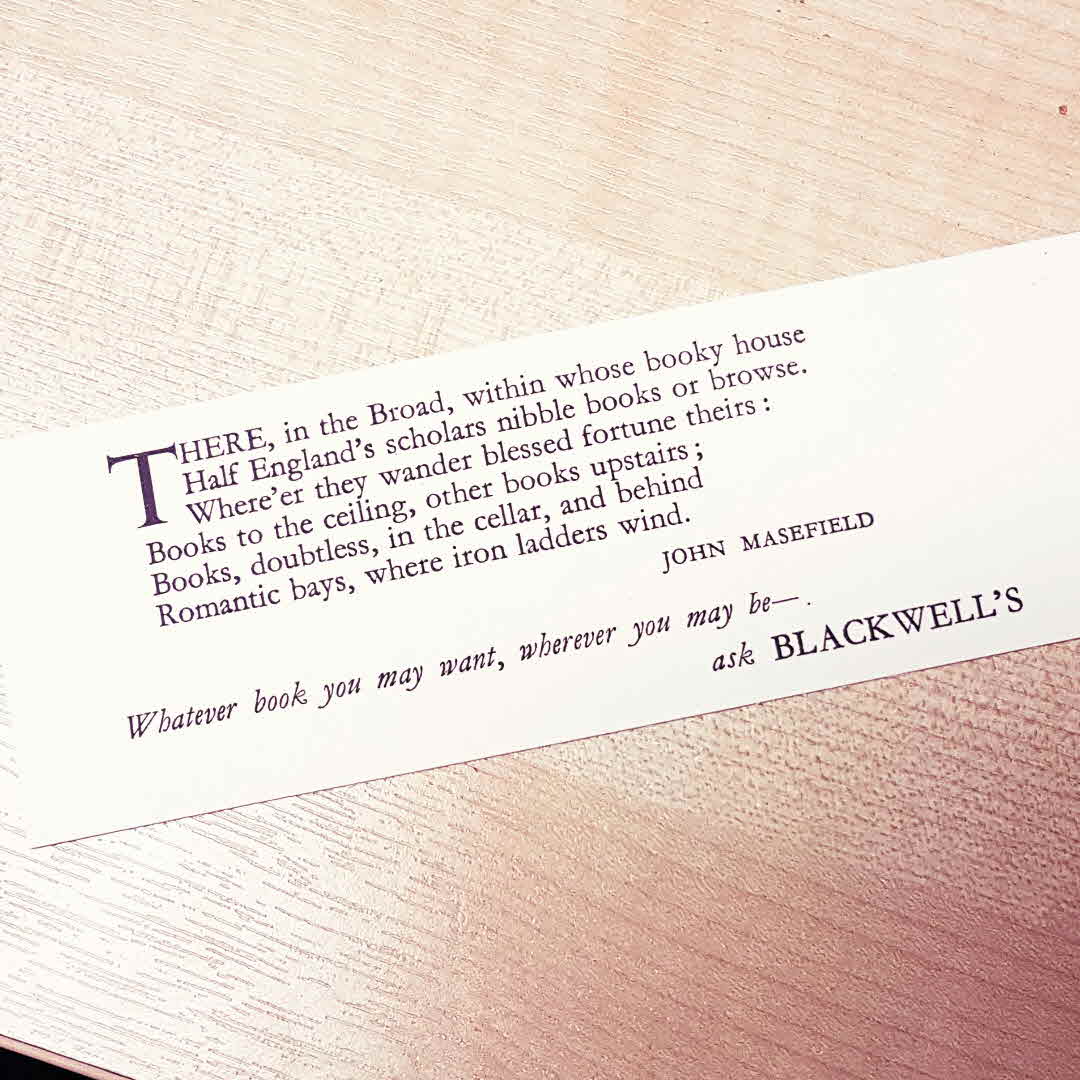 THERE, in the Broad, within whose booky house
Half England's scholars nibble books or browse.
Where'er they wander blessed fortune theirs :
Books to the ceiling, other books upstairs ;
Books, doubtless, in the cellar, and behind
Romantic bays, where iron ladders wind.
JOHN MASEFIELD
Whatever book you may want, wherever you may be—
ask BLACKWELL'S